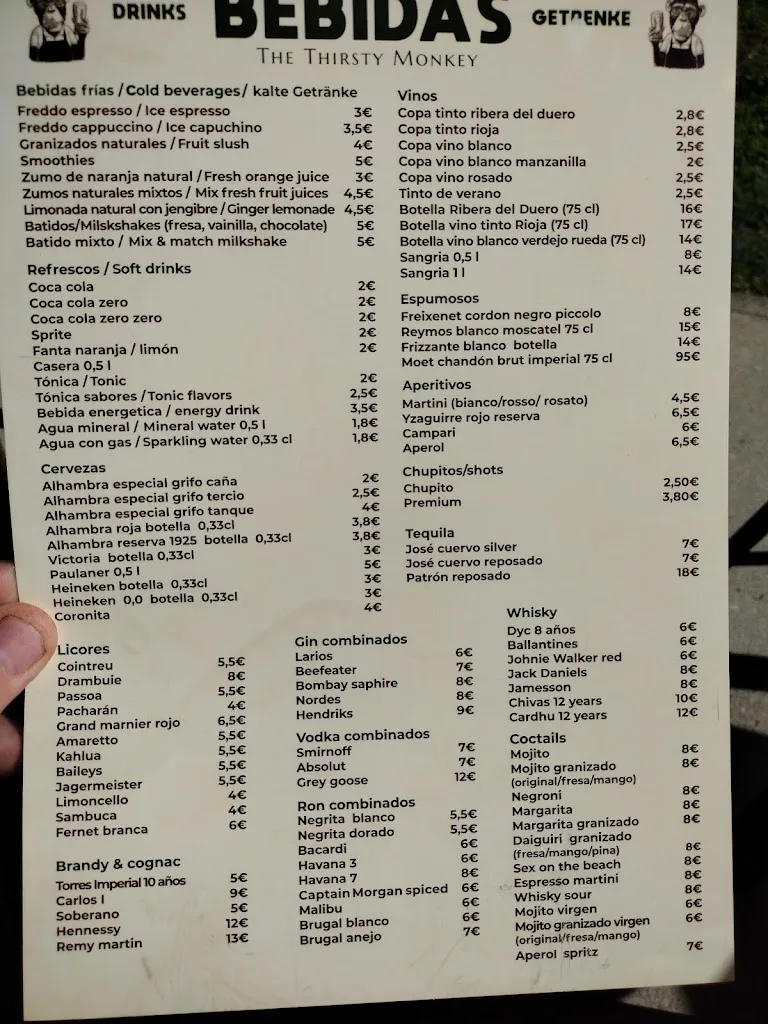 DRINKS
BEBIDAS
GETRENKE
THE THIRSTY MONKEY
Bebidas frías / Cold beverages/ kalte Getränke
Freddo espresso / Ice espresso 3€
Freddo cappuccino / Ice capuchino 3,5€
Granizados naturales / Fruit slush 4€
Smoothies 5€
Zumo de naranja natural / Fresh orange juice 3€
Zumos naturales mixtos / Mix fresh fruit juices 4,5€
Limonada natural con jengibre / Ginger lemonade 4,5€
Batidos/Milskshakes (fresa, vainilla, chocolate) 5€
Batido mixto / Mix & match milkshake 5€
Refrescos / Soft drinks
Coca cola 2€
Coca cola zero 2€
Coca cola zero zero 2€
Sprite 2€
Fanta naranja / limón 2€
Casera 0,5 l
Tónica / Tonic 2€
Tónica sabores / Tonic flavors 2,5€
Bebida energetica / energy drink 3,5€
Agua mineral / Mineral water 0,5 l 1,8€
Agua con gas / Sparkling water 0,33 cl 1,8€
Cervezas
Alhambra especial grifo caña 2€
Alhambra especial grifo tercio 2,5€
Alhambra especial grifo tanque 4€
Alhambra roja botella 0,33cl 3,8€
Alhambra reserva 1925 botella 0,33cl 3,8€
Victoria botella 0,33cl 3€
Paulaner 0,5 l 5€
Heineken botella 0,33cl 3€
Heineken 0,0 botella 0,33cl 3€
Coronita 4€
Vinos
Copa tinto ribera del duero 2,8€
Copa tinto rioja 2,8€
Copa vino blanco 2,5€
Copa vino blanco manzanilla 2€
Copa vino rosado 2,5€
Tinto de verano 2,5€
Botella Ribera del Duero (75 cl) 16€
Botella vino tinto Rioja (75 cl) 17€
Botella vino blanco verdejo rueda (75 cl) 14€
Sangria 0,5 l 8€
Sangria 1 l 14€
Espumosos
Freixenet cordon negro piccolo 8€
Reymos blanco moscatel 75 cl 15€
Frizzante blanco botella 14€
Moet chandón brut imperial 75 cl 95€
Aperitivos
Martini (bianco/rosso/ rosato) 4,5€
Yzaguirre rojo reserva 6,5€
Campari 6€
Aperol 6,5€
Chupitos/shots
Chupito 2,50€
Premium 3,80€
Tequila
José cuervo silver 7€
José cuervo reposado 7€
Patrón reposado 18€
Licores
Cointreu 5,5€
Drambuie 8€
Passoa 5,5€
Pacharán 4€
Grand marnier rojo 6,5€
Amaretto 5,5€
Kahlua 5,5€
Baileys 5,5€
Jagermeister 5,5€
Limoncello 4€
Sambuca 4€
Fernet branca 6€
Brandy & cognac
Torres Imperial 10 años 5€
Carlos I 9€
Soberano 5€
Hennessy 12€
Remy martin 13€
Gin combinados
Larios 6€
Beefeater 7€
Bombay saphire 8€
Nordes 8€
Hendriks 9€
Vodka combinados
Smirnoff 7€
Absolut 7€
Grey goose 12€
Ron combinados
Negrita blanco 5,5€
Negrita dorado 5,5€
Bacardi 6€
Havana 3 6€
Havana 7 8€
Captain Morgan spiced 6€
Malibu 6€
Brugal blanco 6€
Brugal anejo 7€
Whisky
Dyc 8 años 6€
Ballantines 6€
Johnie Walker red 6€
Jack Daniels 8€
Jamesson 8€
Chivas 12 years 10€
Cardhu 12 years 12€
Coctails
Mojito 8€
Mojito granizado 8€
(original/fresa/mango)
Negroni 8€
Margarita 8€
Margarita granizado 8€
Daiguiri granizado
(fresa/mango/pina) 8€
Sex on the beach 8€
Espresso martini 8€
Whisky sour 8€
Mojito virgen 6€
Mojito granizado virgen 6€
(original/fresa/mango)
Aperol spritz 7€